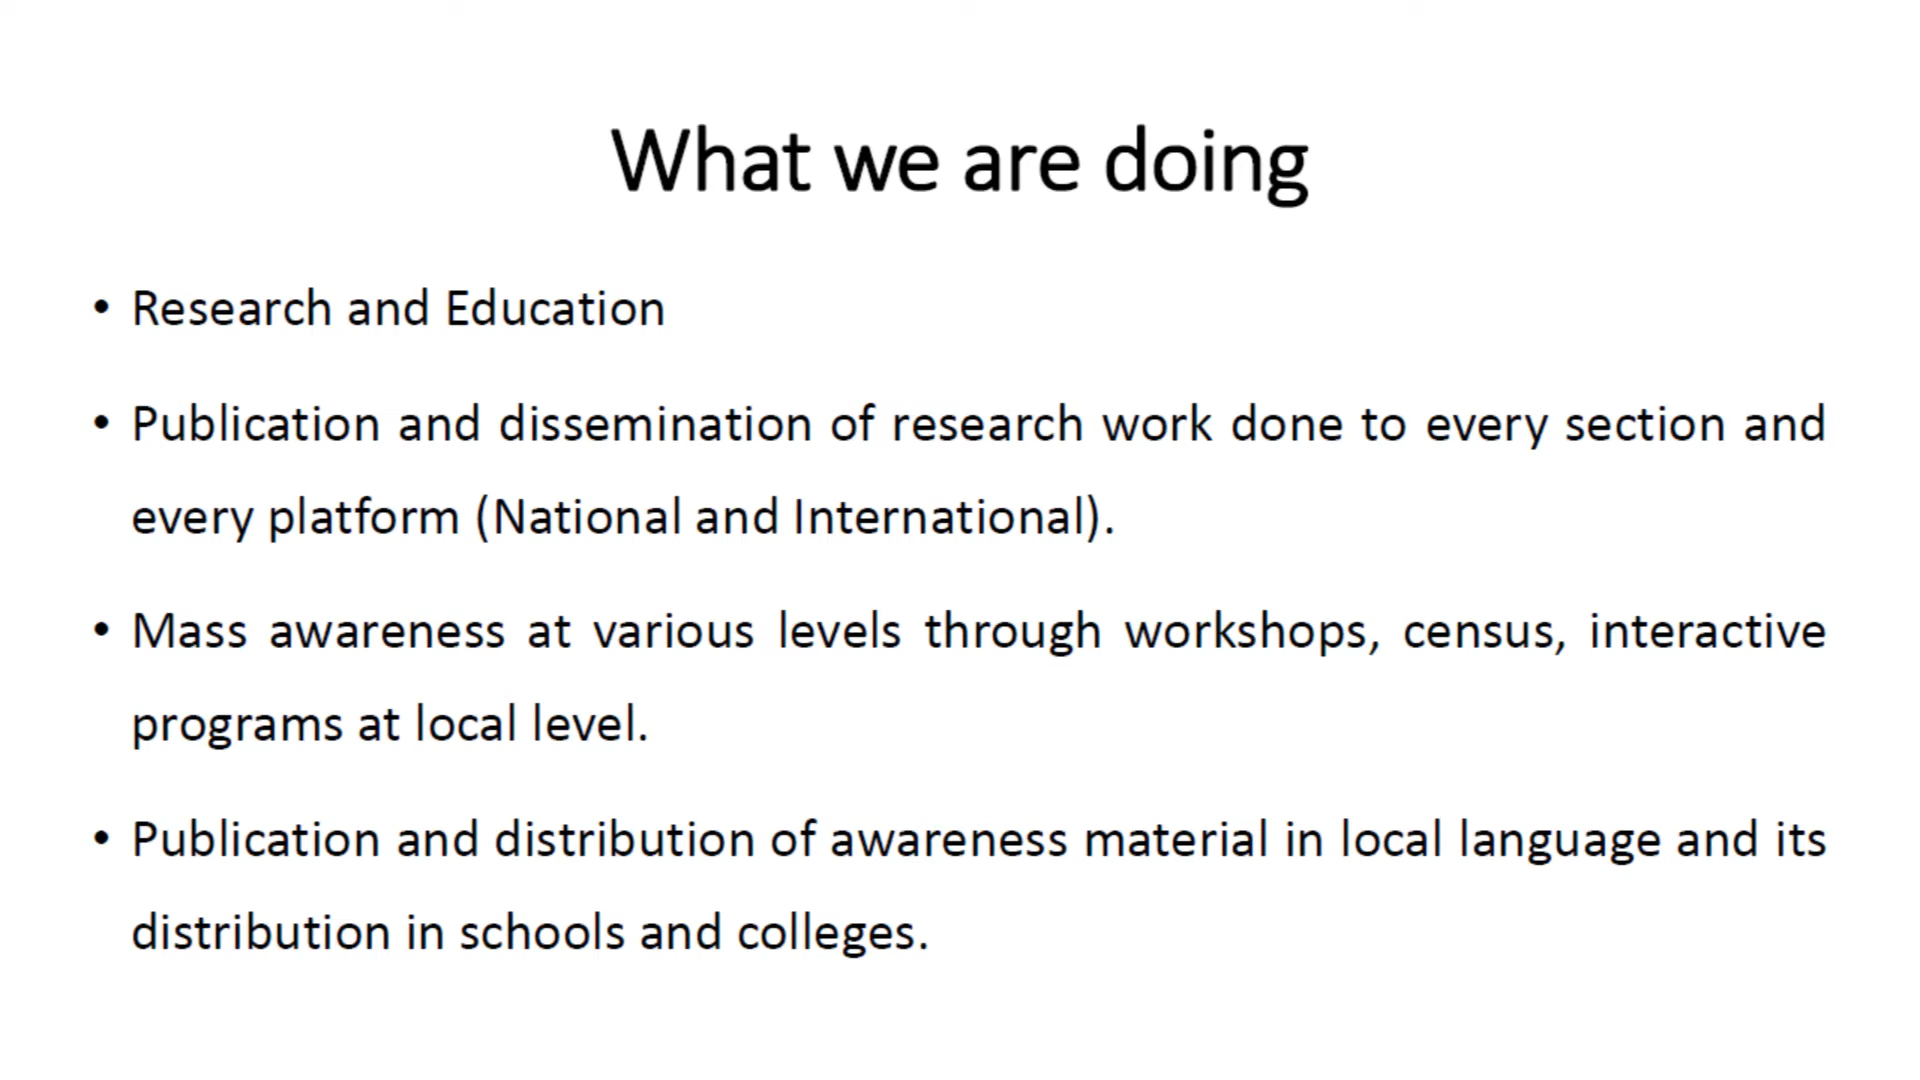 What we are doing
• Research and Education
• Publication and dissemination of research work done to every section and
every platform (National and International).
• Mass awareness at various levels through workshops, census, interactive
programs at local level.
• Publication and distribution of awareness material in local language and its
distribution in schools and colleges.